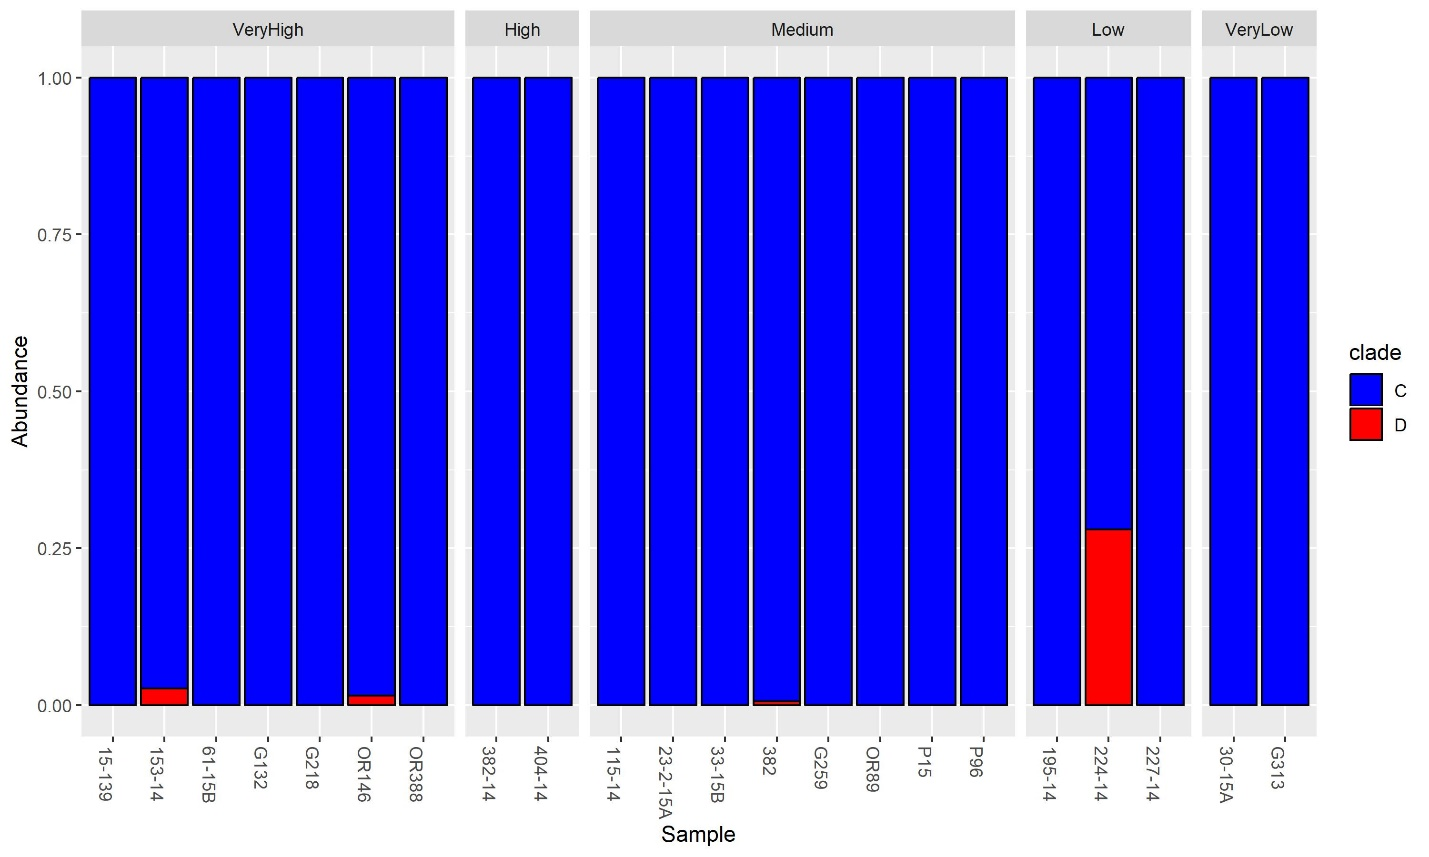 VeryHigh High Medium Low VeryLow
1.00
0.75
0.50
0.25
0.00
Abundance
15-139 153-14 61-15B G132 G218 OR146 OR388 382-14 404-14 115-14 23-2-15A 33-15B 382 G259 OR89 P15 P96 195-14 224-14 227-14 30-15A G313
Sample
clade
C
D